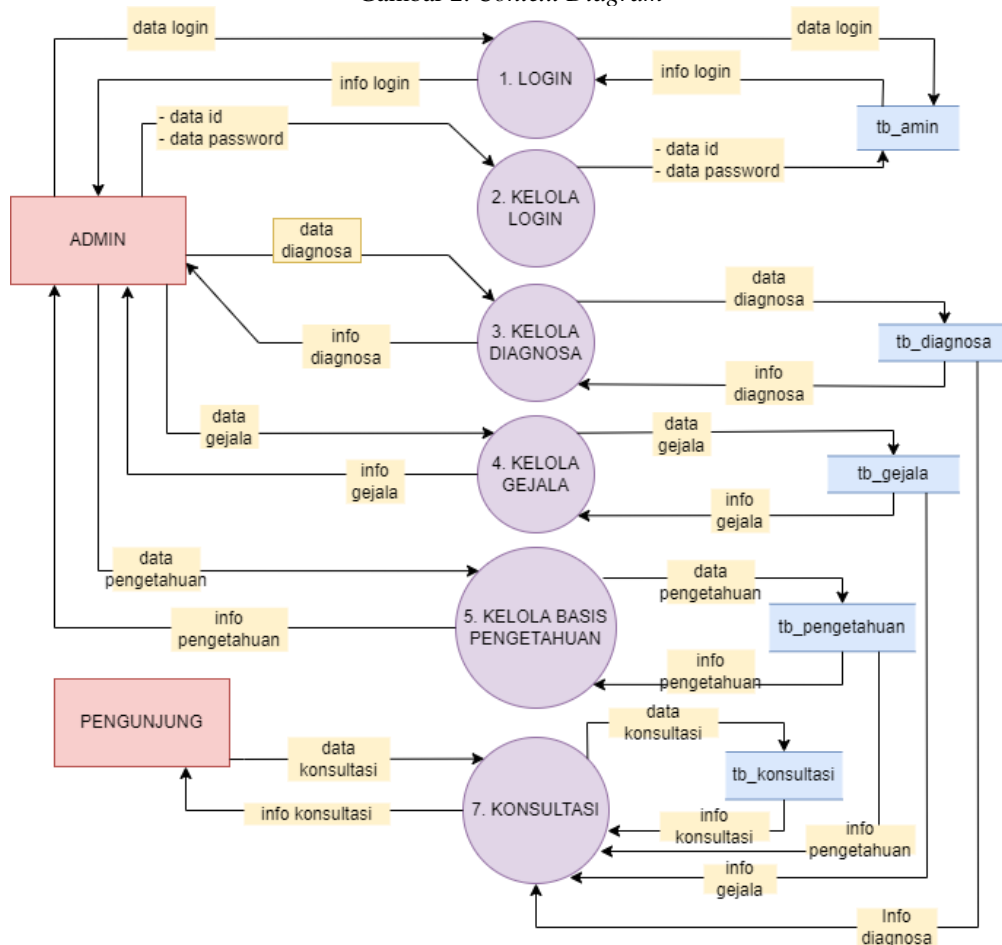 Gambar 2. Context Diagram
data login
data login
1. LOGIN
info login
info login
- data id
- data password
- data id
- data password
tb_amin
2. KELOLA
LOGIN
ADMIN
data
diagnosa
data
diagnosa
3. KELOLA
DIAGNOSA
info
diagnosa
tb_diagnosa
info
diagnosa
data
gejala
data
gejala
4. KELOLA
GEJALA
info
gejala
tb_gejala
info
gejala
data
pengetahuan
data
pengetahuan
5. KELOLA BASIS
PENGETAHUAN
info
pengetahuan
tb_pengetahuan
info
pengetahuan
PENGUNJUNG
data
konsultasi
data
konsultasi
tb_konsultasi
7. KONSULTASI
info konsultasi
info
konsultasi
info
pengetahuan
info
gejala
Info
diagnosa